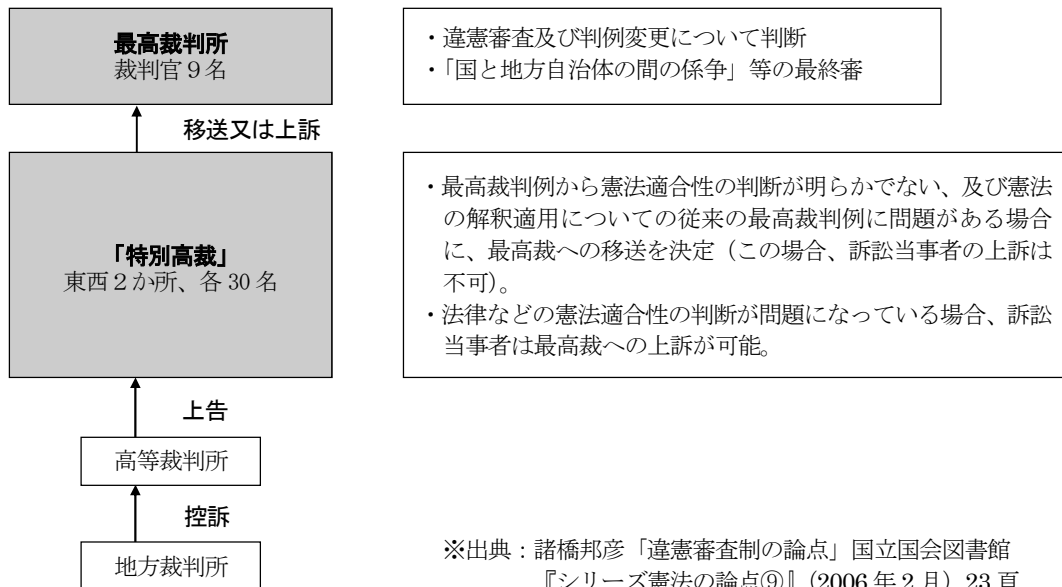 最高裁判所
裁判官９名
・違憲審査及び判例変更について判断
・「国と地方自治体の間の係争」等の最終審
移送又は上訴
「特別高裁」
東西２か所、各 30 名
・最高裁判例から憲法適合性の判断が明らかでない、及び憲法
の解釈適用についての従来の最高裁判例に問題がある場合
に、最高裁への移送を決定（この場合、訴訟当事者の上訴は
不可）。
・法律などの憲法適合性の判断が問題になっている場合、訴訟
当事者は最高裁への上訴が可能。
上告
高等裁判所
控訴
地方裁判所
※出典：諸橋邦彦「違憲審査制の論点」国立国会図書館
『シリーズ憲法の論点⑨』（2006 年２月）23 頁